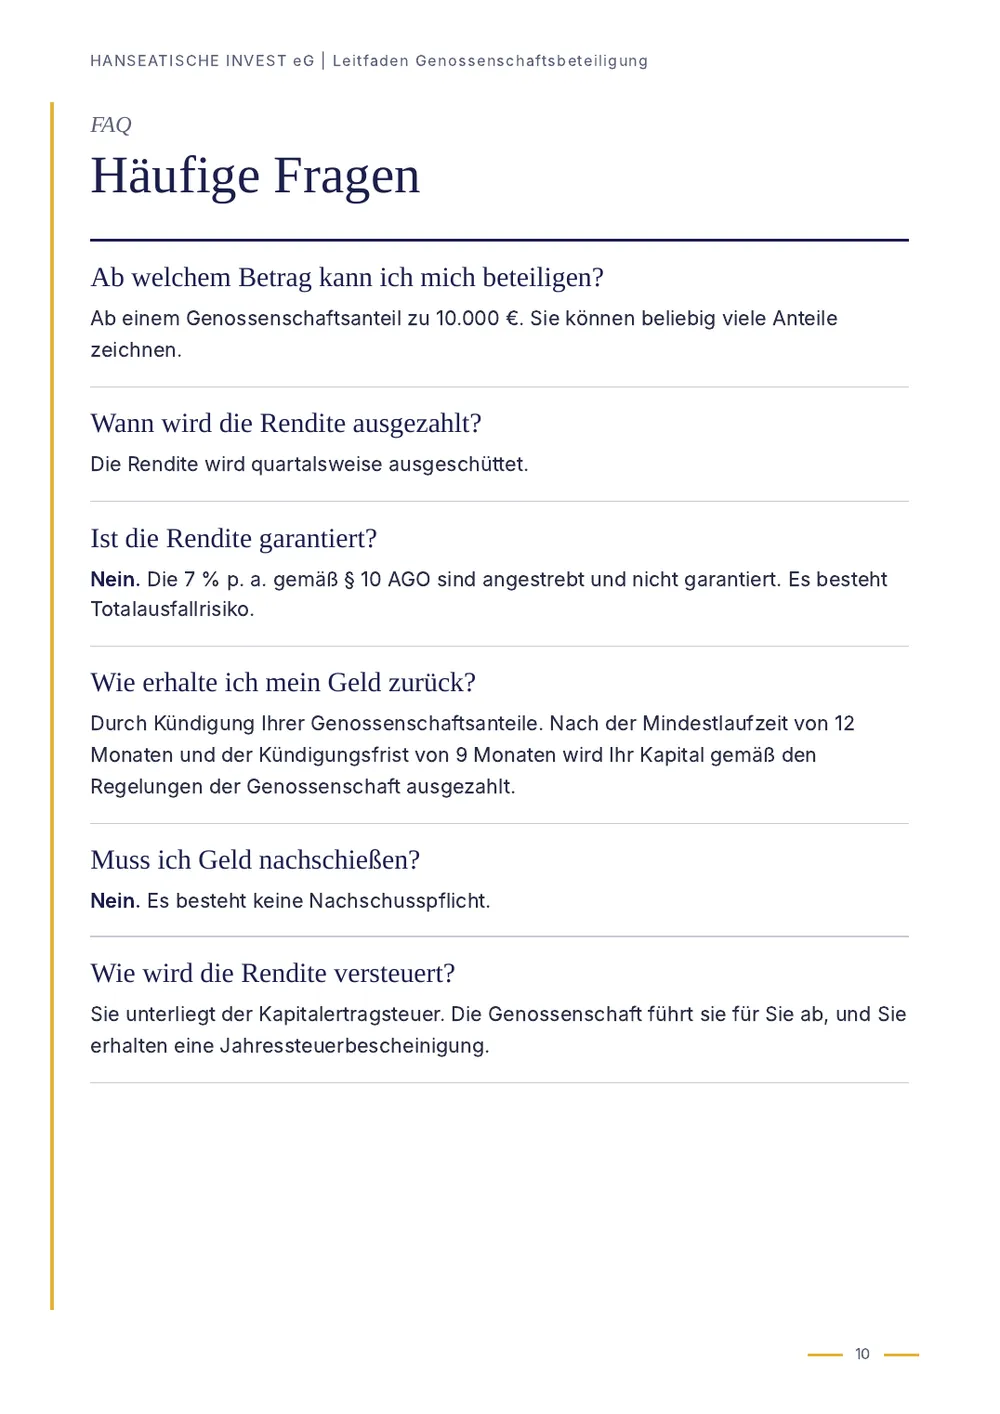 HANSEATISCHE INVEST eG | Leitfaden Genossenschaftsbeteiligung
FAQ
Häufige Fragen
Ab welchem Betrag kann ich mich beteiligen?
Ab einem Genossenschaftsanteil zu 10.000 €. Sie können beliebig viele Anteile
zeichnen.
Wann wird die Rendite ausgezahlt?
Die Rendite wird quartalsweise ausgeschüttet.
Ist die Rendite garantiert?
Nein. Die 7 % p. a. gemäß § 10 AGO sind angestrebt und nicht garantiert. Es besteht
Totalausfallrisiko.
Wie erhalte ich mein Geld zurück?
Durch Kündigung Ihrer Genossenschaftsanteile. Nach der Mindestlaufzeit von 12
Monaten und der Kündigungsfrist von 9 Monaten wird Ihr Kapital gemäß den
Regelungen der Genossenschaft ausgezahlt.
Muss ich Geld nachschießen?
Nein. Es besteht keine Nachschusspflicht.
Wie wird die Rendite versteuert?
Sie unterliegt der Kapitalertragsteuer. Die Genossenschaft führt sie für Sie ab, und Sie
erhalten eine Jahressteuerbescheinigung.
10